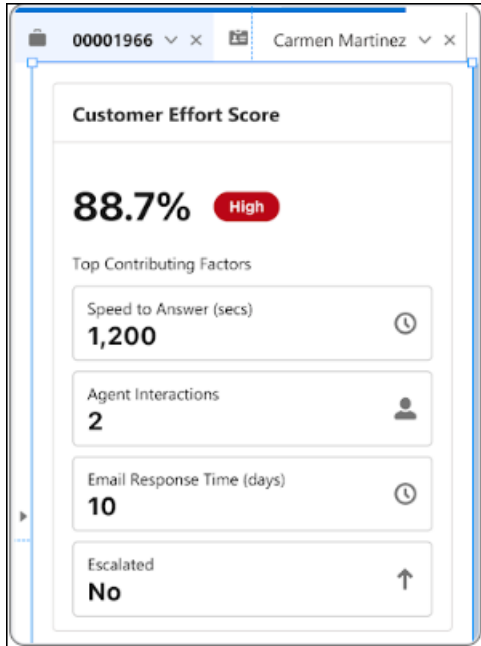 00001966 Carmen Martinez
Customer Effort Score
88.7% High
Top Contributing Factors
Speed to Answer (secs)
1,200
Agent Interactions
2
Email Response Time (days)
10
Escalated
No